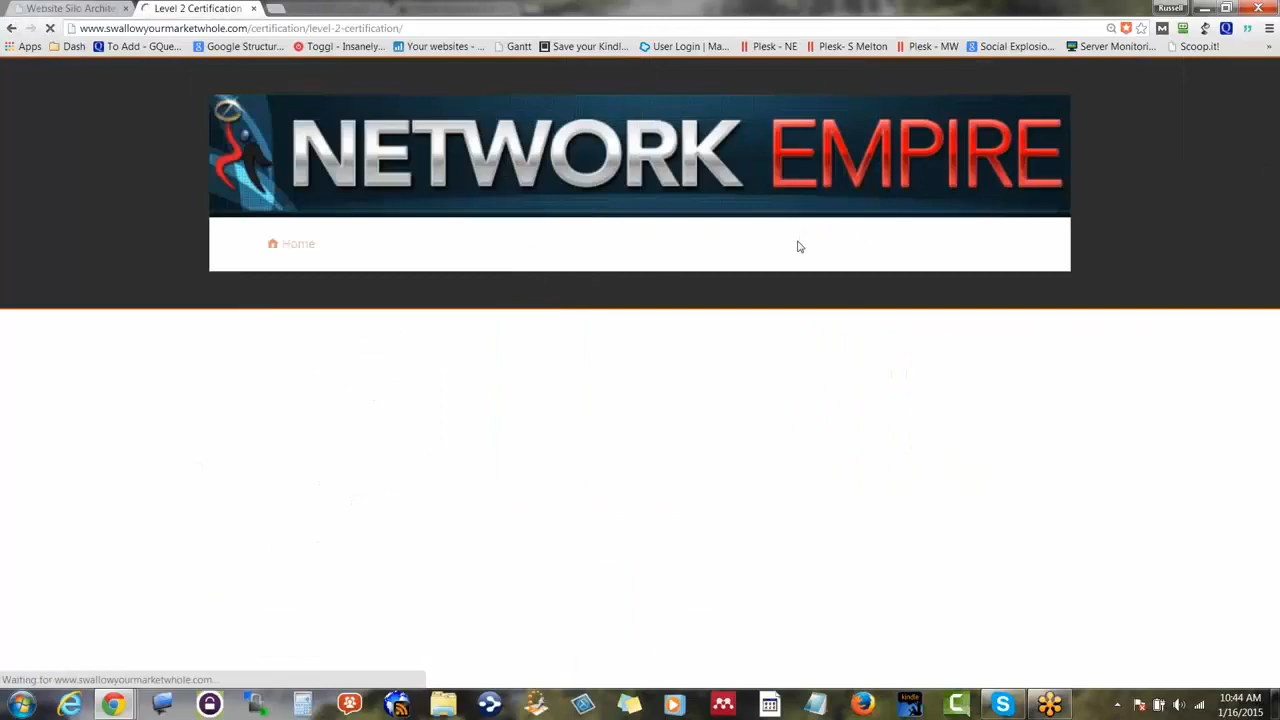 Website Silo Archite
Level 2 Certification
Russell
www.swallowyourmarketwhole.com/certification/level-2-certification/
Apps
Dash
To Add - GQue...
Google Structur...
Toggl - Insanely...
Your websites - ...
Gantt
Save your Kindl...
User Login | Ma...
Plesk - NE
Plesk- S Melton
Plesk - MW
Social Explosio...
Server Monitori...
Scoop.it!
NETWORK EMPIRE
Home
Waiting for www.swallowyourmarketwhole.com...
kindle
10:44 AM
1/16/2015